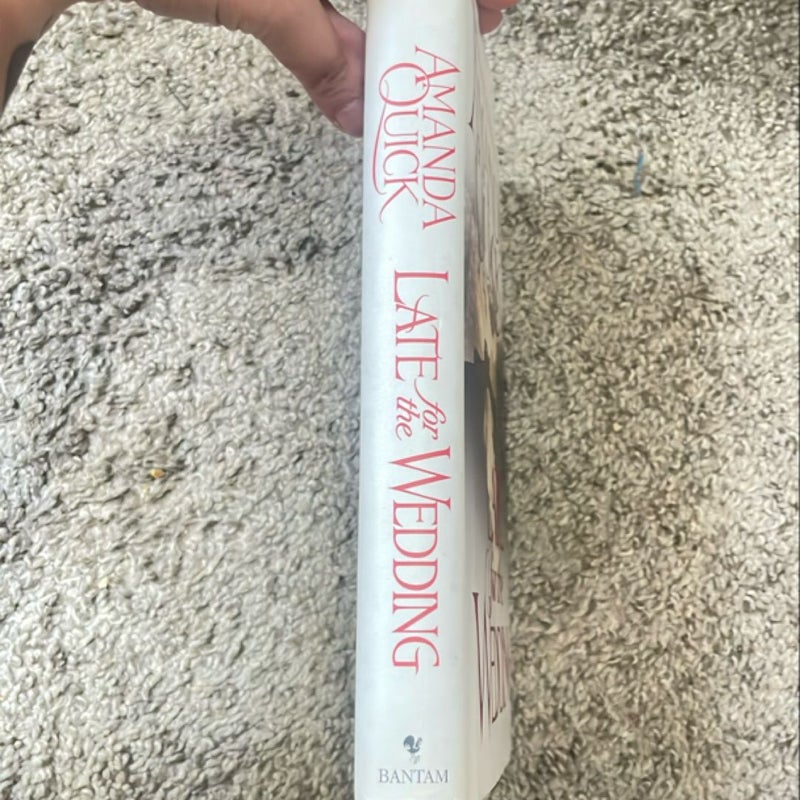 AMANDA
QUICK
LATE for the WEDDING
BANTAM